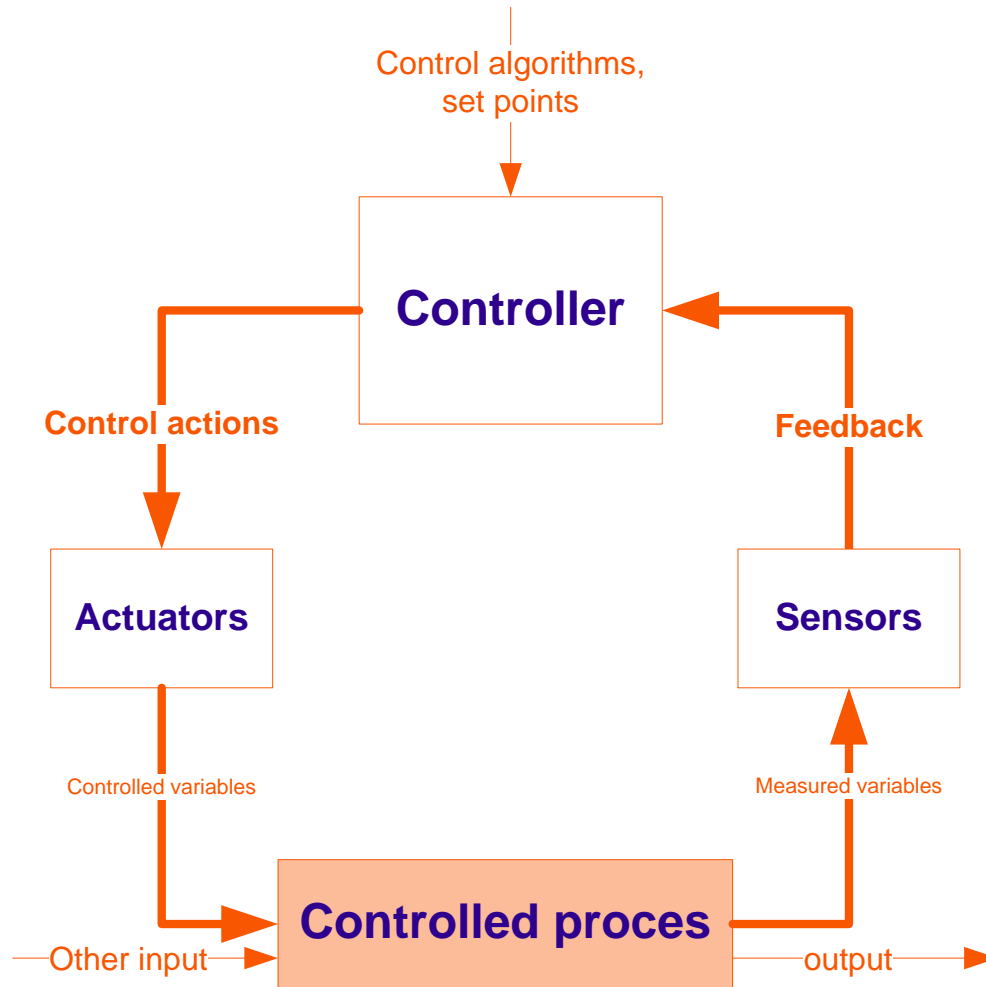 Control algorithms,
set points
Controller
Control actions
Feedback
Actuators
Sensors
Controlled variables
Measured variables
Controlled proces
Other input
output